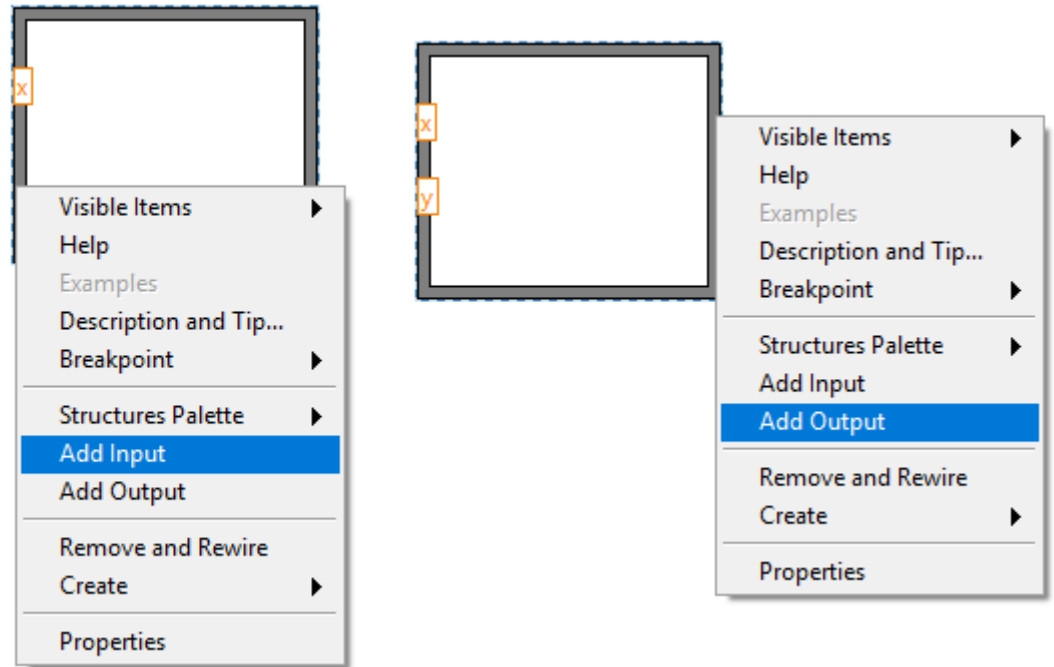 x
Visible Items
Help
Examples
Description and Tip...
Breakpoint
Structures Palette
Add Input
Add Output
Remove and Rewire
Create
Properties
x
y
Visible Items
Help
Examples
Description and Tip...
Breakpoint
Structures Palette
Add Input
Add Output
Remove and Rewire
Create
Properties